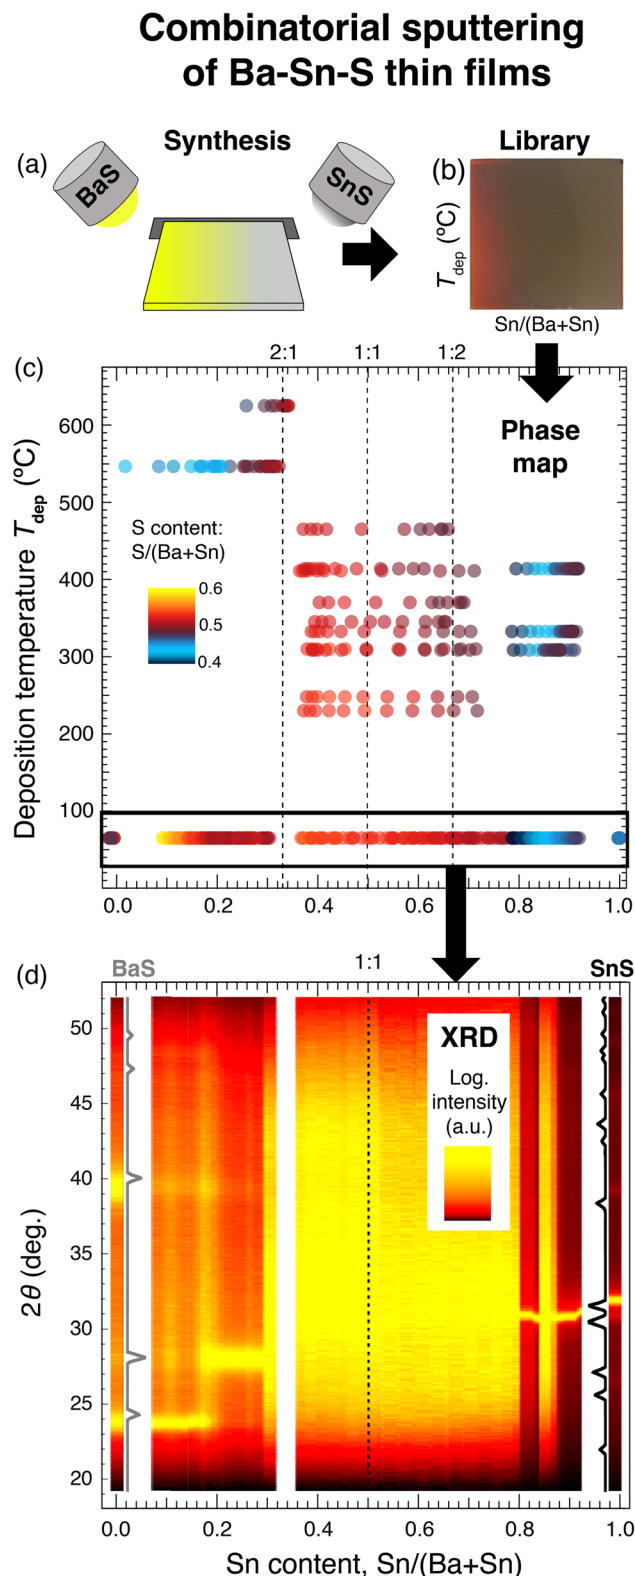 Combinatorial sputtering
of Ba-Sn-S thin films
Synthesis
Library
(a)
BaS
SnS
(b)
T_dep (ºC)
Sn/(Ba+Sn)
2:1
1:1
1:2
(c)
Phase
map
600
500
400
300
200
100
0
Deposition temperature T_dep (ºC)
S content:
S/(Ba+Sn)
0.6
0.5
0.4
0.0
0.2
0.4
0.6
0.8
1.0
(d)
BaS
1:1
SnS
XRD
Log.
intensity
(a.u.)
50
45
40
35
30
25
20
2θ (deg.)
0.0
0.2
0.4
0.6
0.8
1.0
Sn content, Sn/(Ba+Sn)